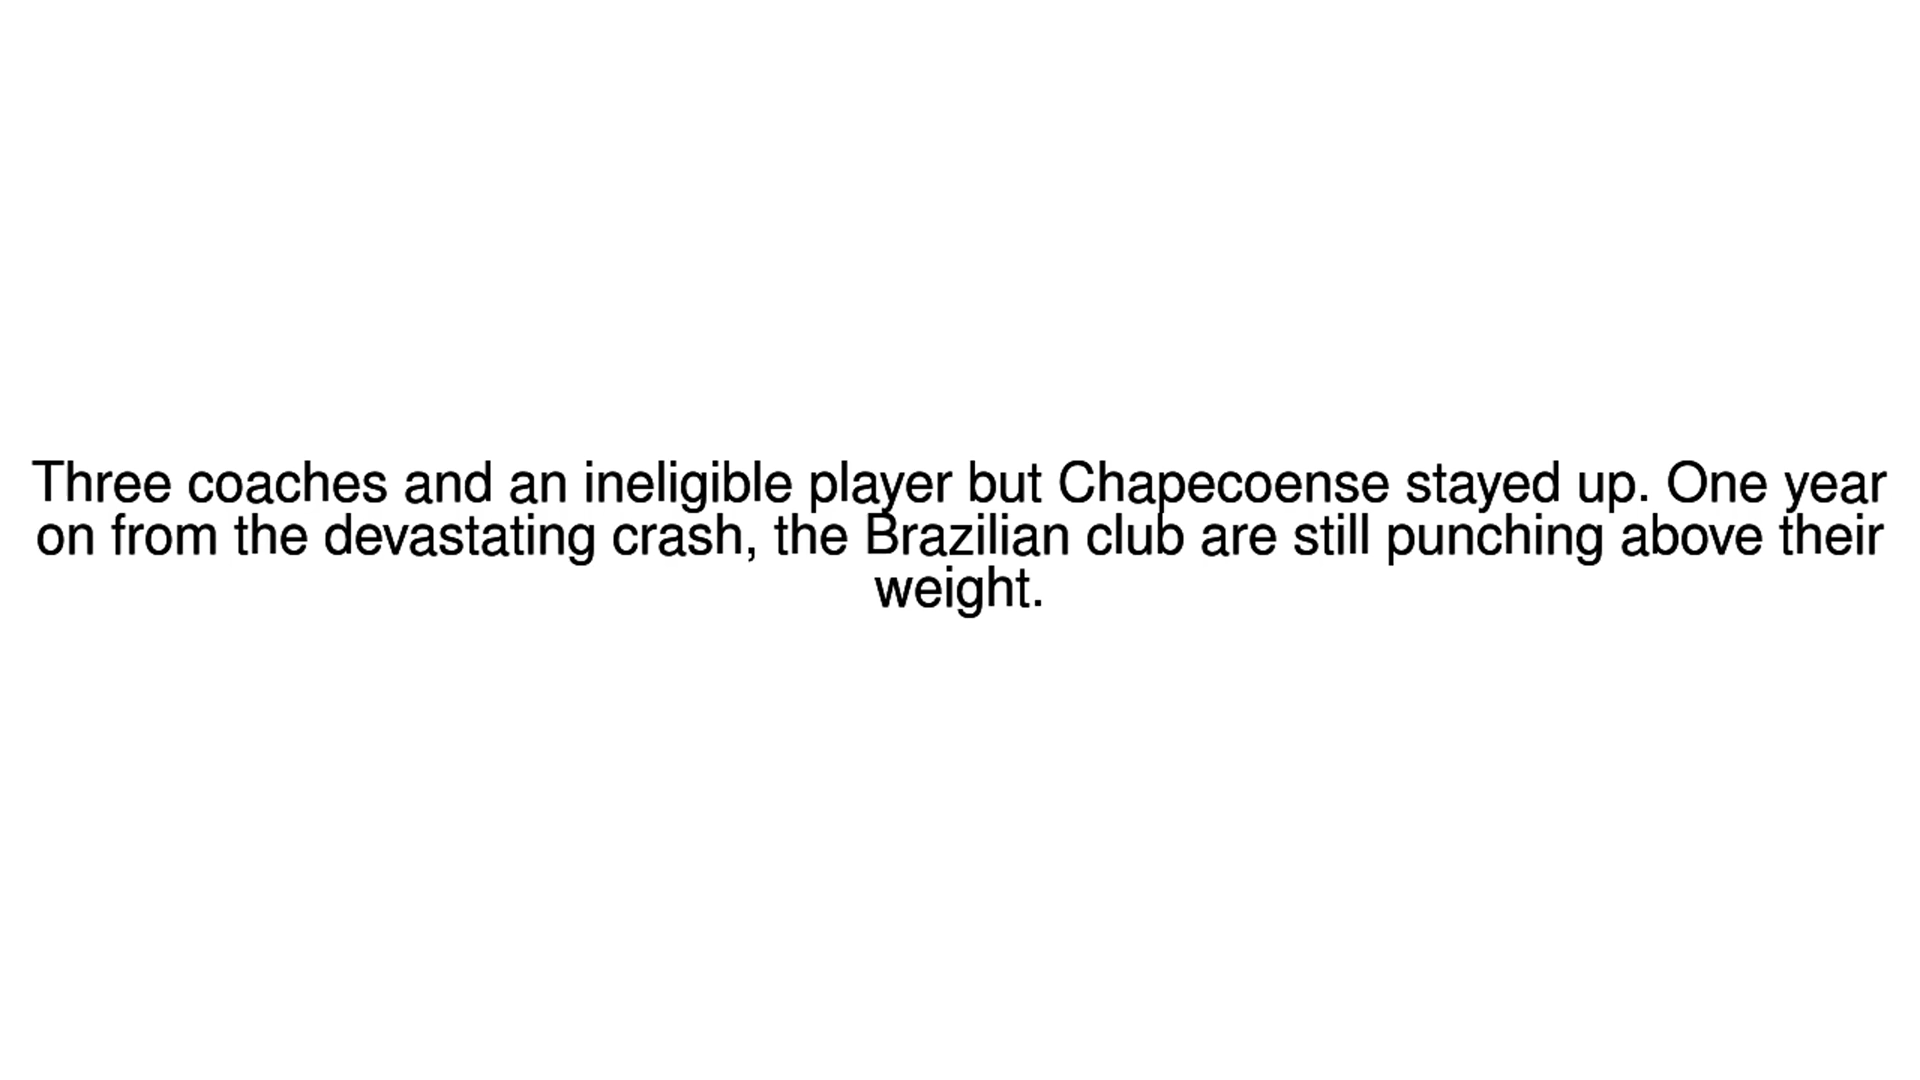 Three coaches and an ineligible player but Chapecoense stayed up. One year
on from the devastating crash, the Brazilian club are still punching above their
weight.